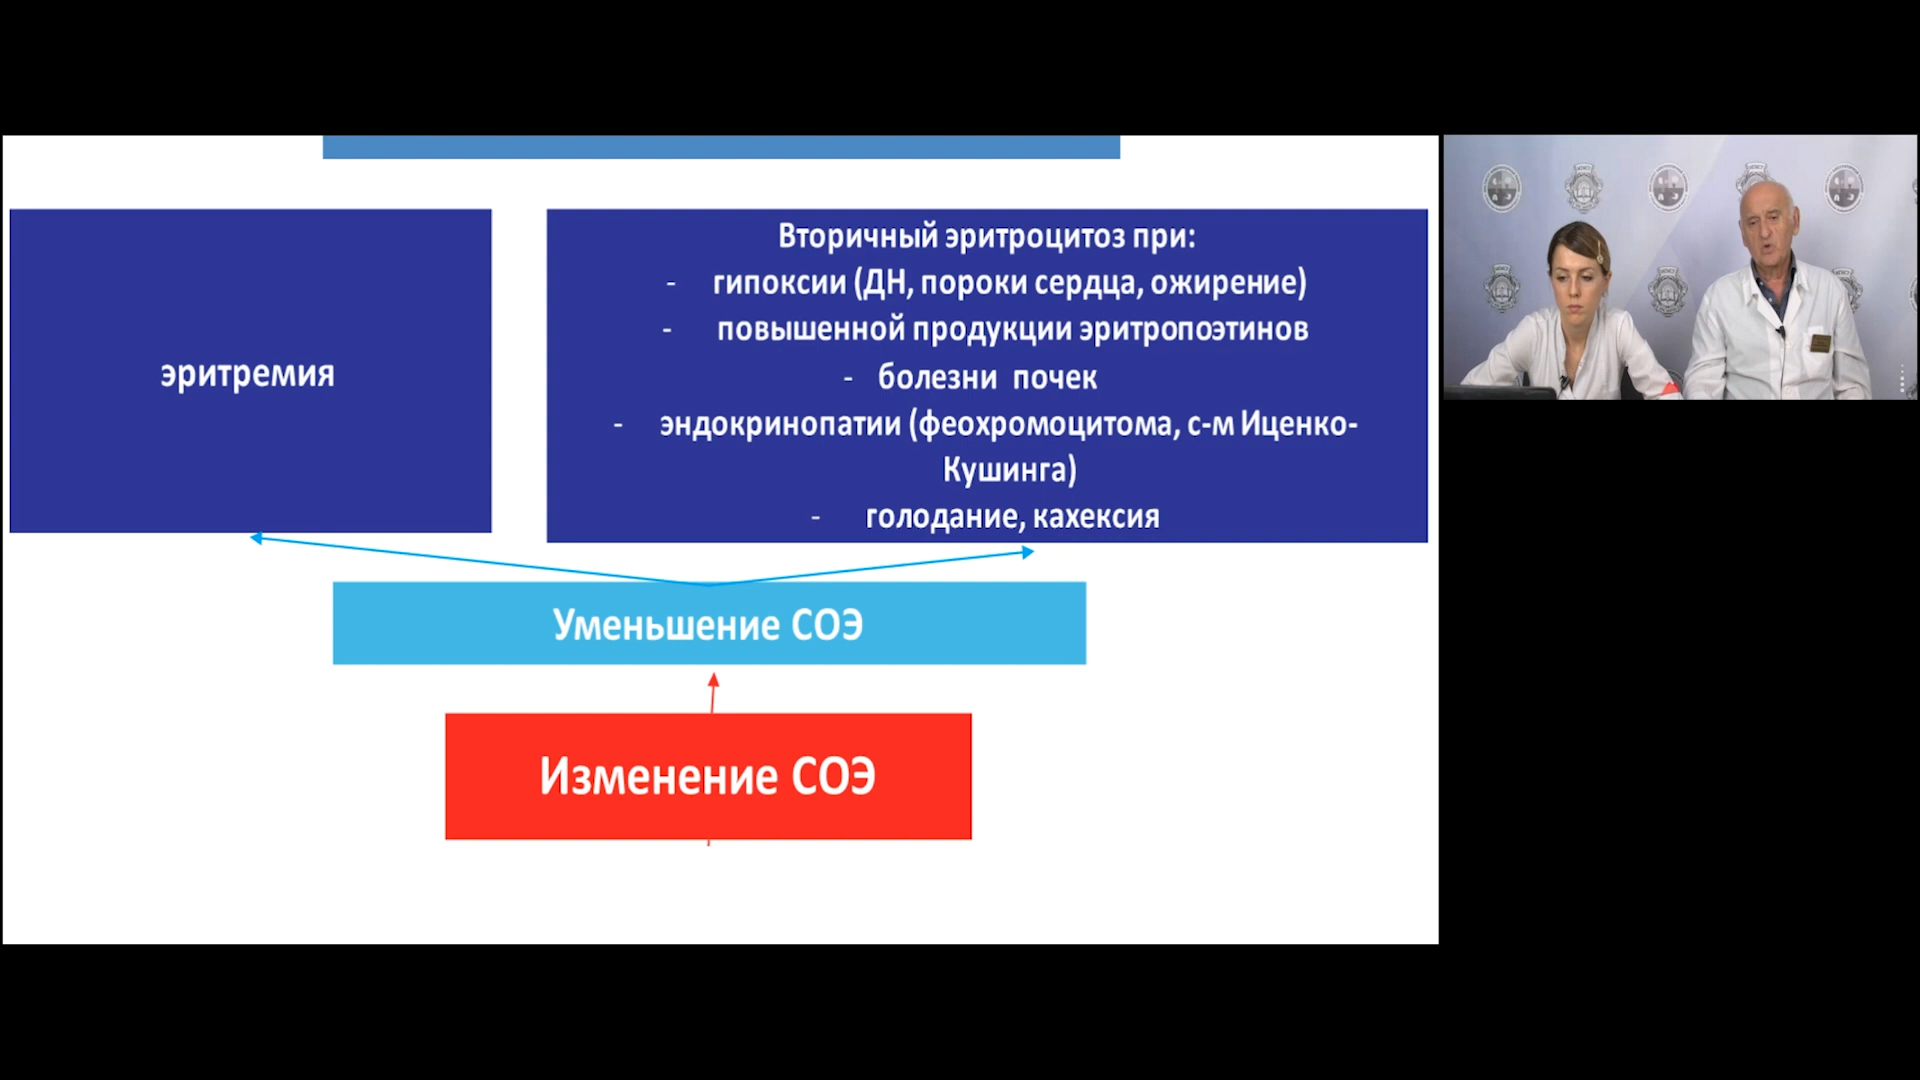 эритремия
Вторичный эритроцитоз при:
- гипоксии (ДН, пороки сердца, ожирение)
- повышенной продукции эритропоэтинов
- болезни почек
- эндокринопатии (феохромоцитома, с-м Иценко-
Кушинга)
- голодание, кахексия
Уменьшение СОЭ
Изменение СОЭ